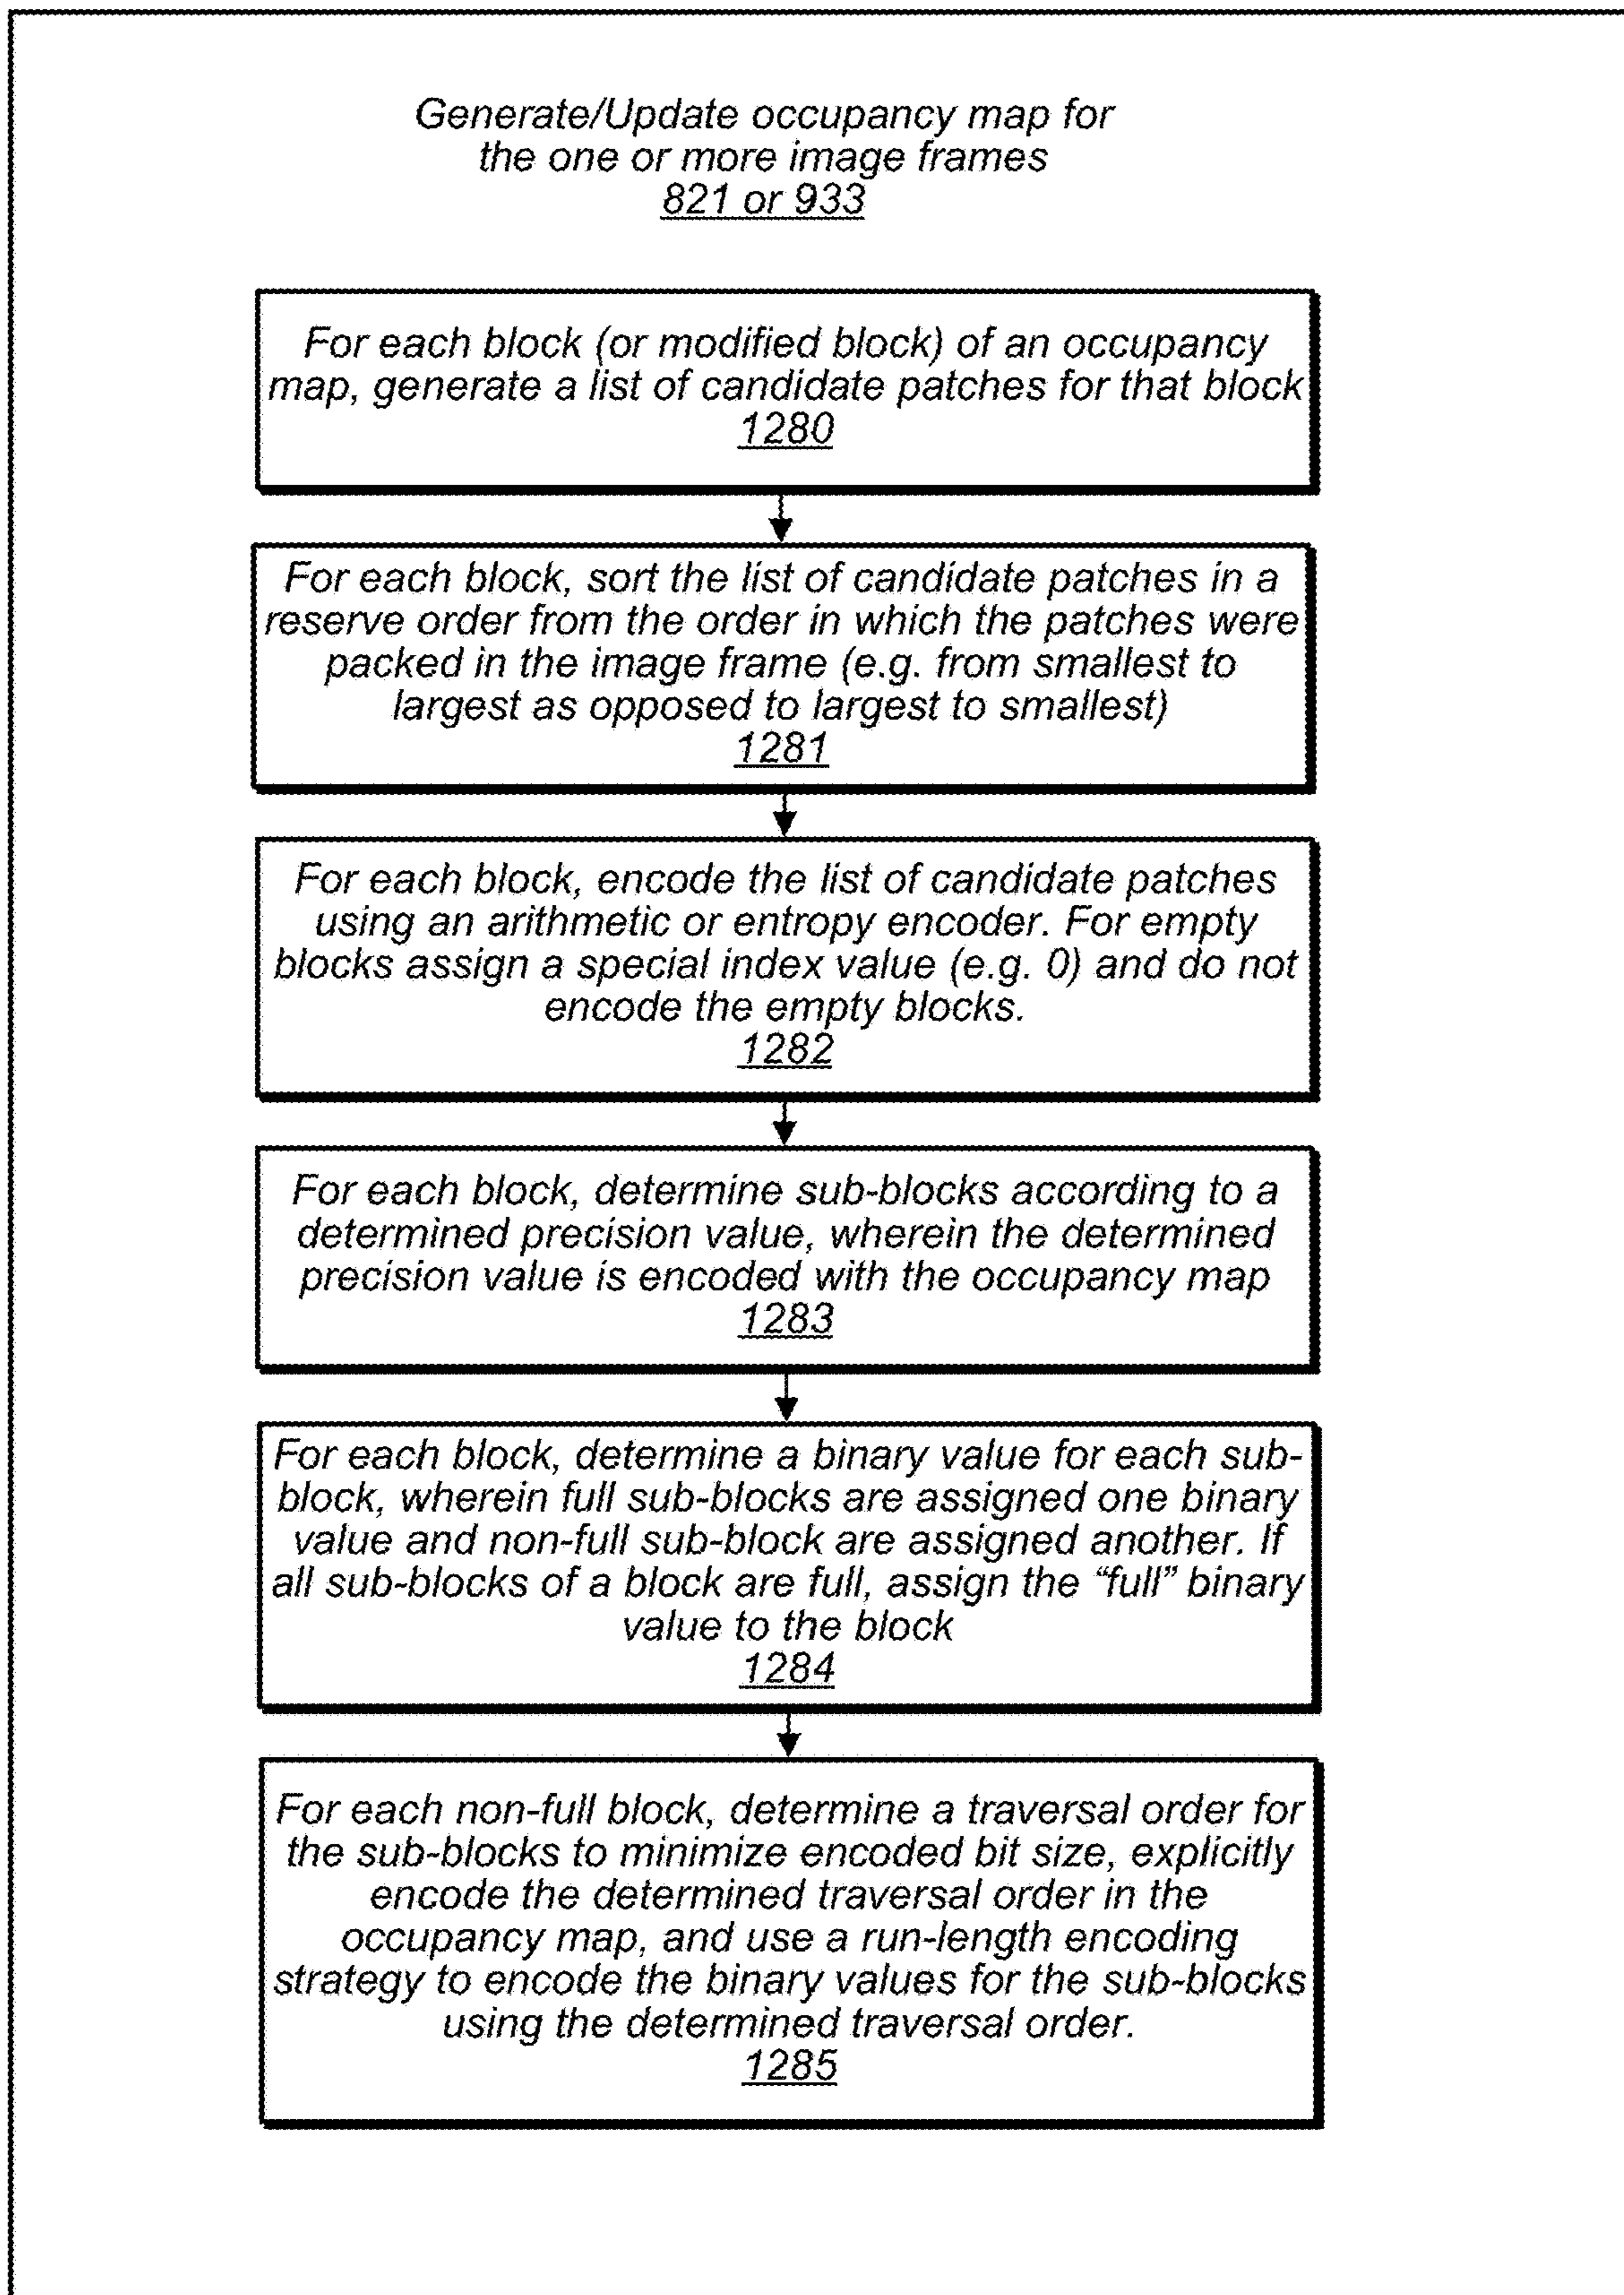 Generate/Update occupancy map for
the one or more image frames
821 or 933
For each block (or modified block) of an occupancy
map, generate a list of candidate patches for that block
1280
For each block, sort the list of candidate patches in a
reserve order from the order in which the patches were
packed in the image frame (e.g. from smallest to
largest as opposed to largest to smallest)
1281
For each block, encode the list of candidate patches
using an arithmetic or entropy encoder. For empty
blocks assign a special index value (e.g. 0) and do not
encode the empty blocks.
1282
For each block, determine sub-blocks according to a
determined precision value, wherein the determined
precision value is encoded with the occupancy map
1283
For each block, determine a binary value for each sub-
block, wherein full sub-blocks are assigned one binary
value and non-full sub-block are assigned another. If
all sub-blocks of a block are full, assign the “full” binary
value to the block
1284
For each non-full block, determine a traversal order for
the sub-blocks to minimize encoded bit size, explicitly
encode the determined traversal order in the
occupancy map, and use a run-length encoding
strategy to encode the binary values for the sub-blocks
using the determined traversal order.
1285